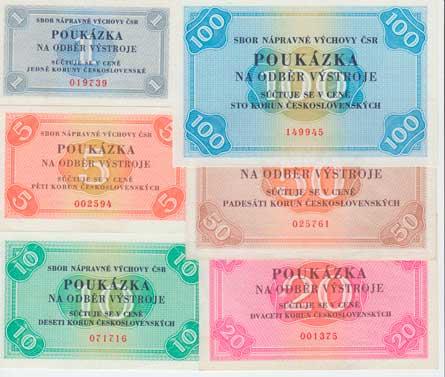 SBOR NÁPRAVNÉ VÝCHOVY ČSR
POUKÁZKA
NA ODBĚR VÝSTROJE
SÚČTUJE SE V CENĚ
JEDNÉ KORUNY ČESKOSLOVENSKÉ
019739
1
1
100
100
SBOR NÁPRAVNÉ VÝCHOVY ČSR
POUKÁZKA
NA ODBĚR VÝSTROJE
SÚČTUJE SE V CENĚ
STO KORUN ČESKOSLOVENSKÝCH
149945
100
100
100
5
5
SBOR NÁPRAVNÉ VÝCHOVY ČSR
POUKÁZKA
NA ODBĚR VÝSTROJE
SÚČTUJE SE V CENĚ
PĚTI KORUN ČESKOSLOVENSKÝCH
002594
5
5
5
NA ODBĚR VÝSTROJE
SÚČTUJE SE V CENĚ
PADESÁTI KORUN ČESKOSLOVENSKÝCH
025761
50
50
10
10
SBOR NÁPRAVNÉ VÝCHOVY ČSR
POUKÁZKA
NA ODBĚR VÝSTROJE
SÚČTUJE SE V CENĚ
DESETI KORUN ČESKOSLOVENSKÝCH
071716
10
10
10
POUKÁZKA
NA ODBĚR VÝSTROJE
SÚČTUJE SE V CENĚ
DVACETI KORUN ČESKOSLOVENSKÝCH
001375
20
20
20